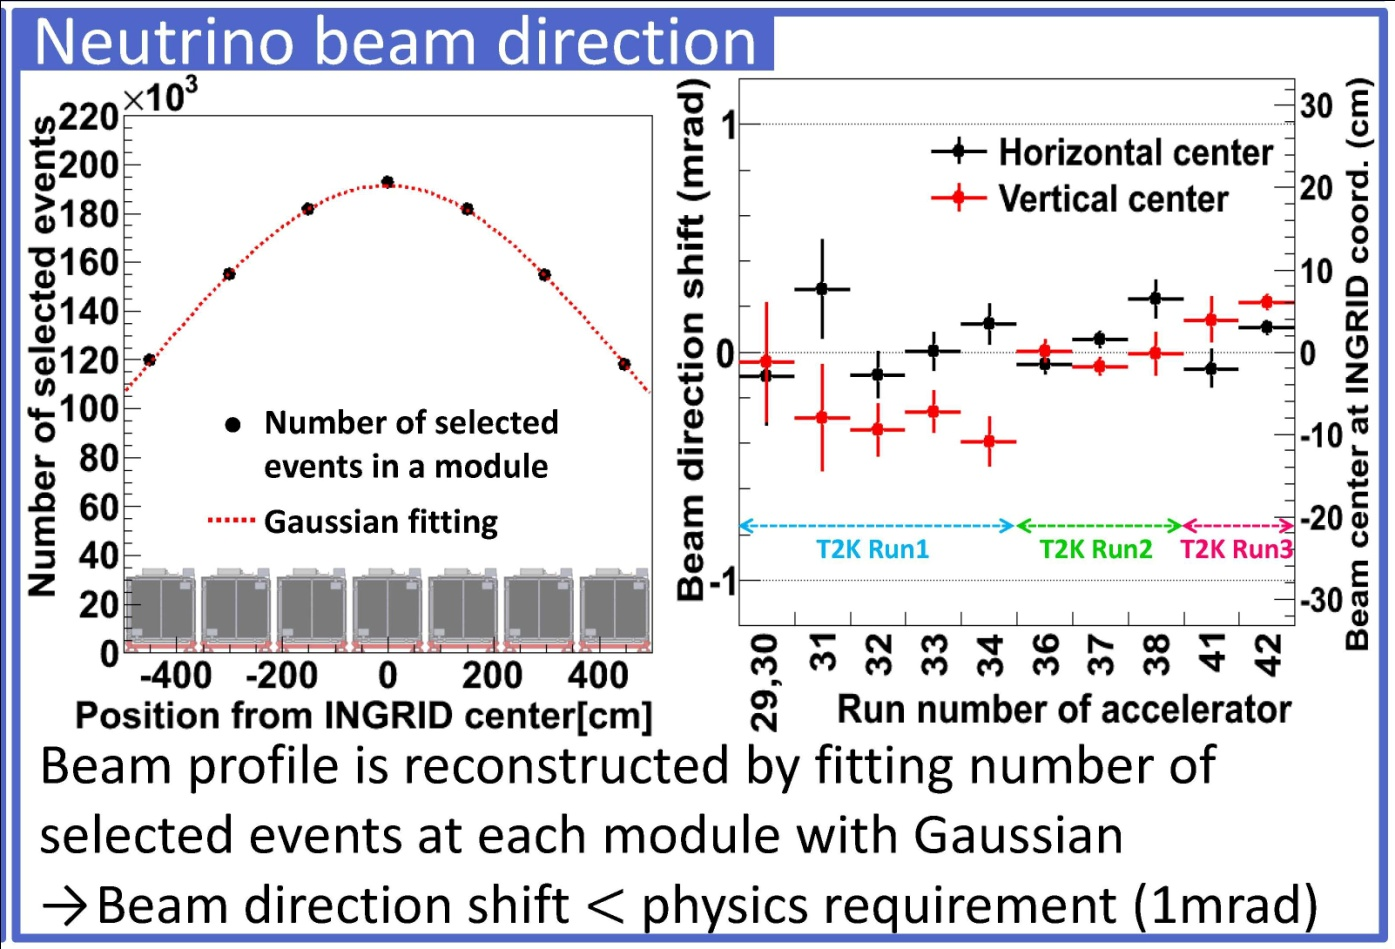 Neutrino beam direction
×10³
220
200
180
160
140
120
100
80
60
40
20
0
Number of selected events
Number of selected
events in a module
Gaussian fitting
-400 -200 0 200 400
Position from INGRID center[cm]
Beam direction shift (mrad)
1
0
-1
Horizontal center
Vertical center
T2K Run1 T2K Run2 T2K Run3
30
20
10
0
-10
-20
-30
Beam center at INGRID coord. (cm)
29,30 31 32 33 34 36 37 38 41 42
Run number of accelerator
Beam profile is reconstructed by fitting number of
selected events at each module with Gaussian
→Beam direction shift < physics requirement (1mrad)